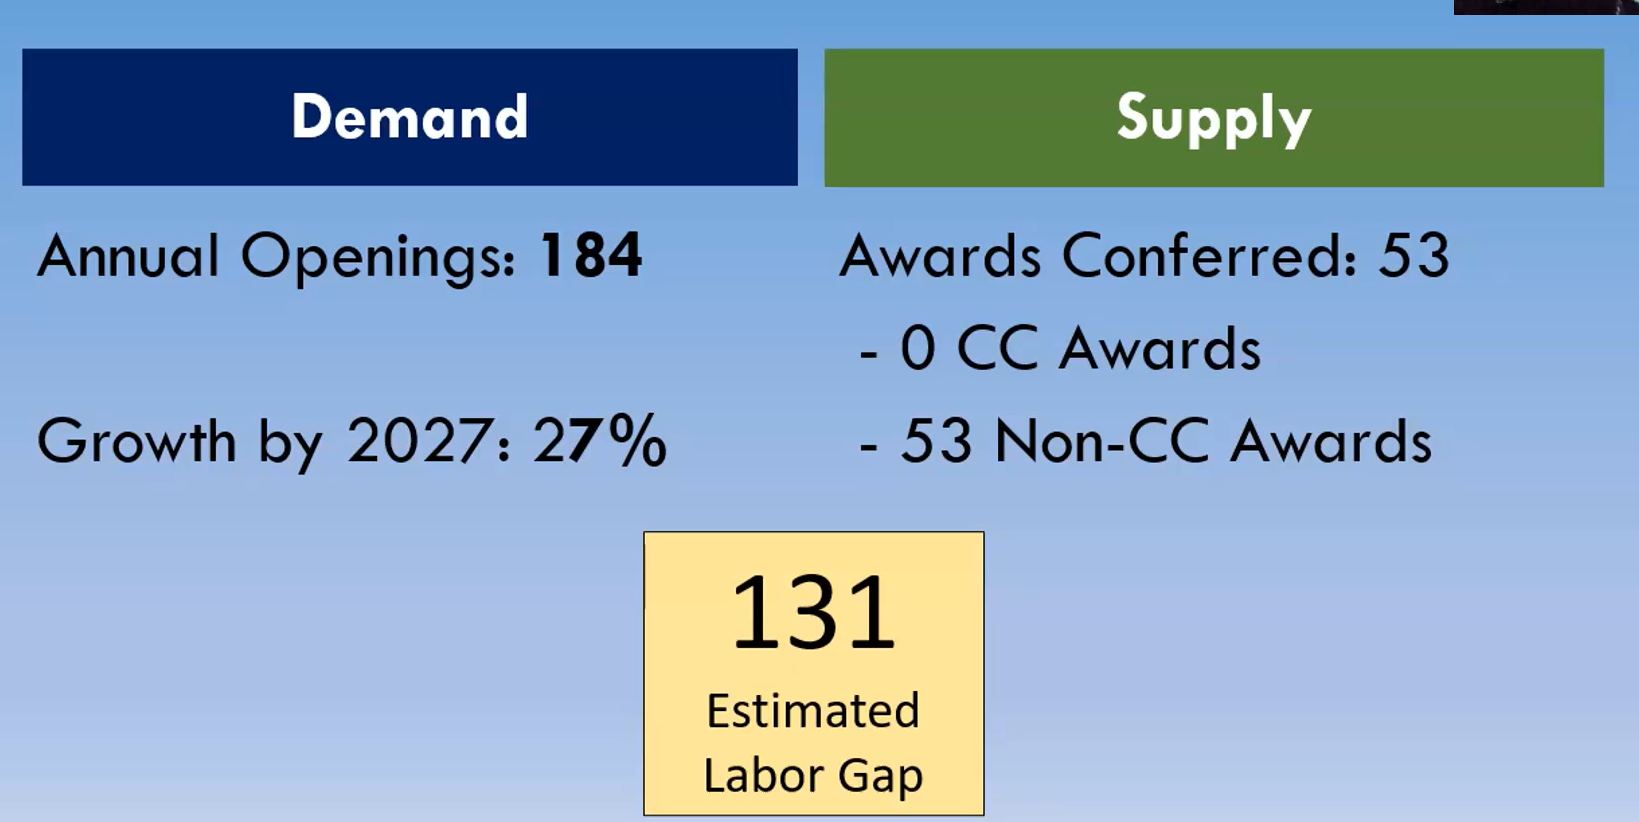 Demand
Annual Openings: 184
Growth by 2027: 27%
Supply
Awards Conferred: 53
- 0 CC Awards
- 53 Non-CC Awards
131
Estimated
Labor Gap